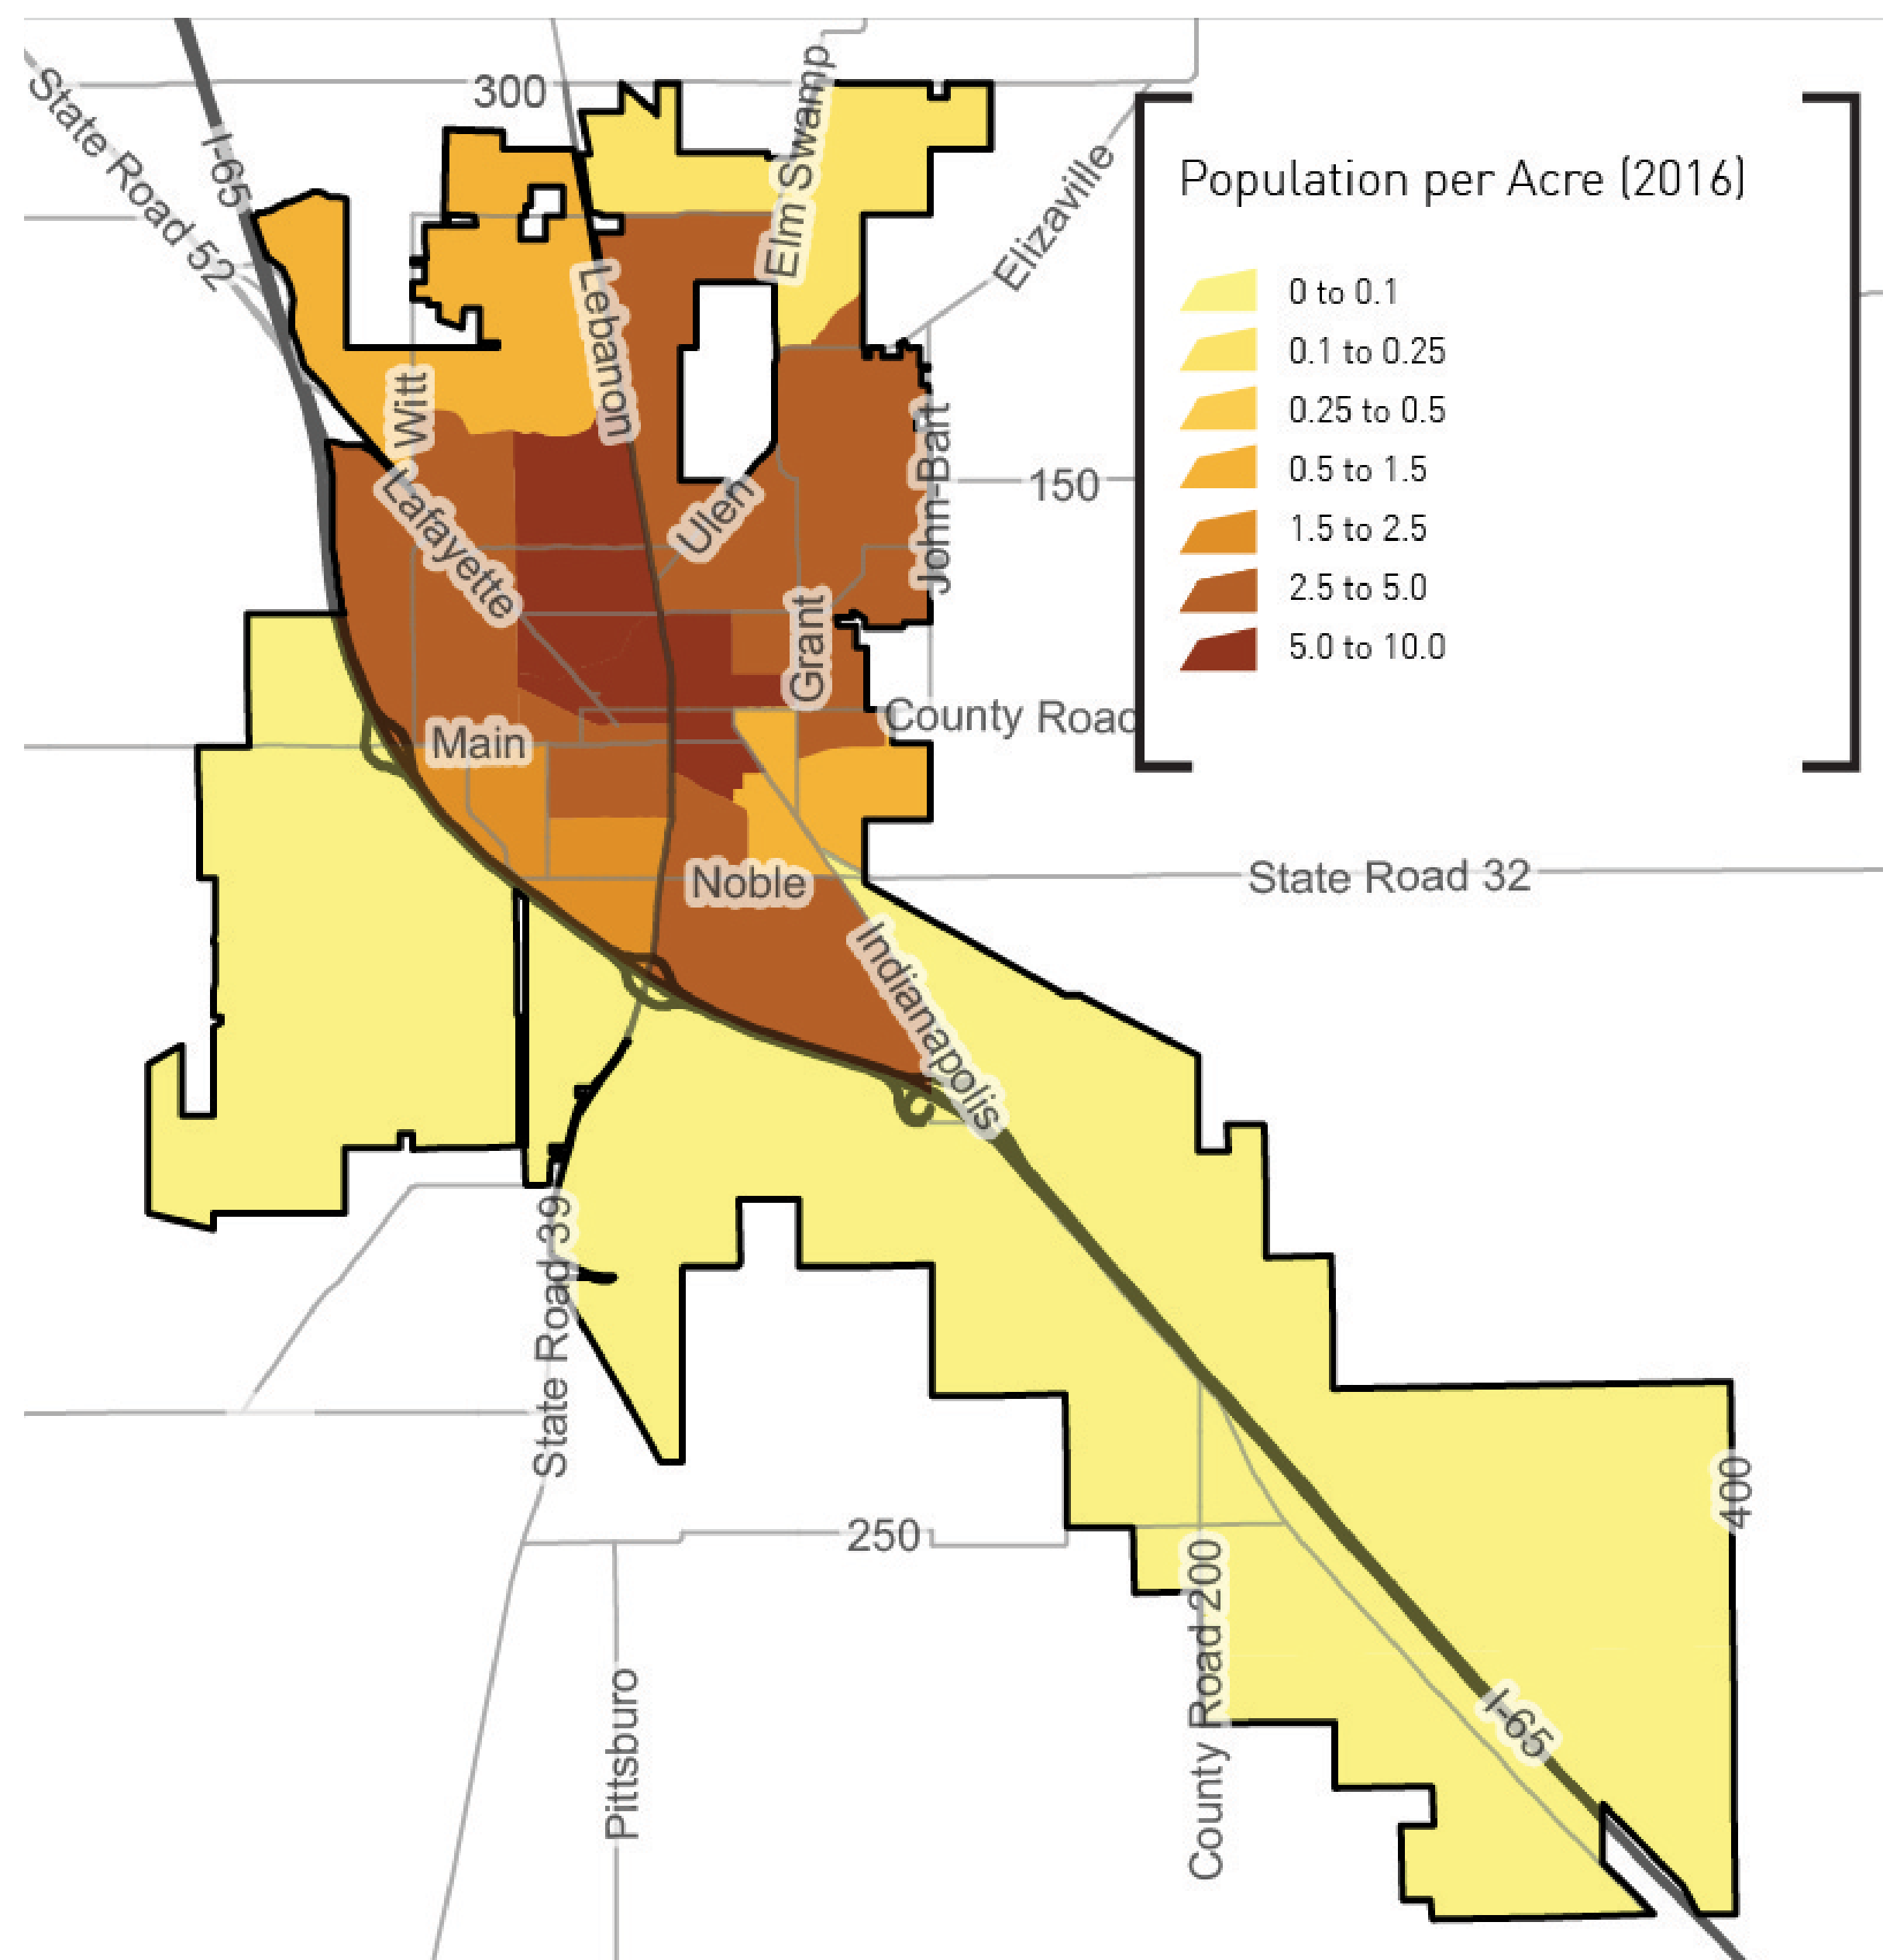 300
State Road 52
I-65
Elm Swamp
Elizaville
Population per Acre (2016)
0 to 0.1
0.1 to 0.25
0.25 to 0.5
0.5 to 1.5
1.5 to 2.5
2.5 to 5.0
5.0 to 10.0
Lebanon
Witt
Lafayette
Ulen
John-Bart
150
Grant
County Road
Main
Noble
State Road 32
Indianapolis
State Road 39
250
400
County Road 200
I-65
Pittsburo